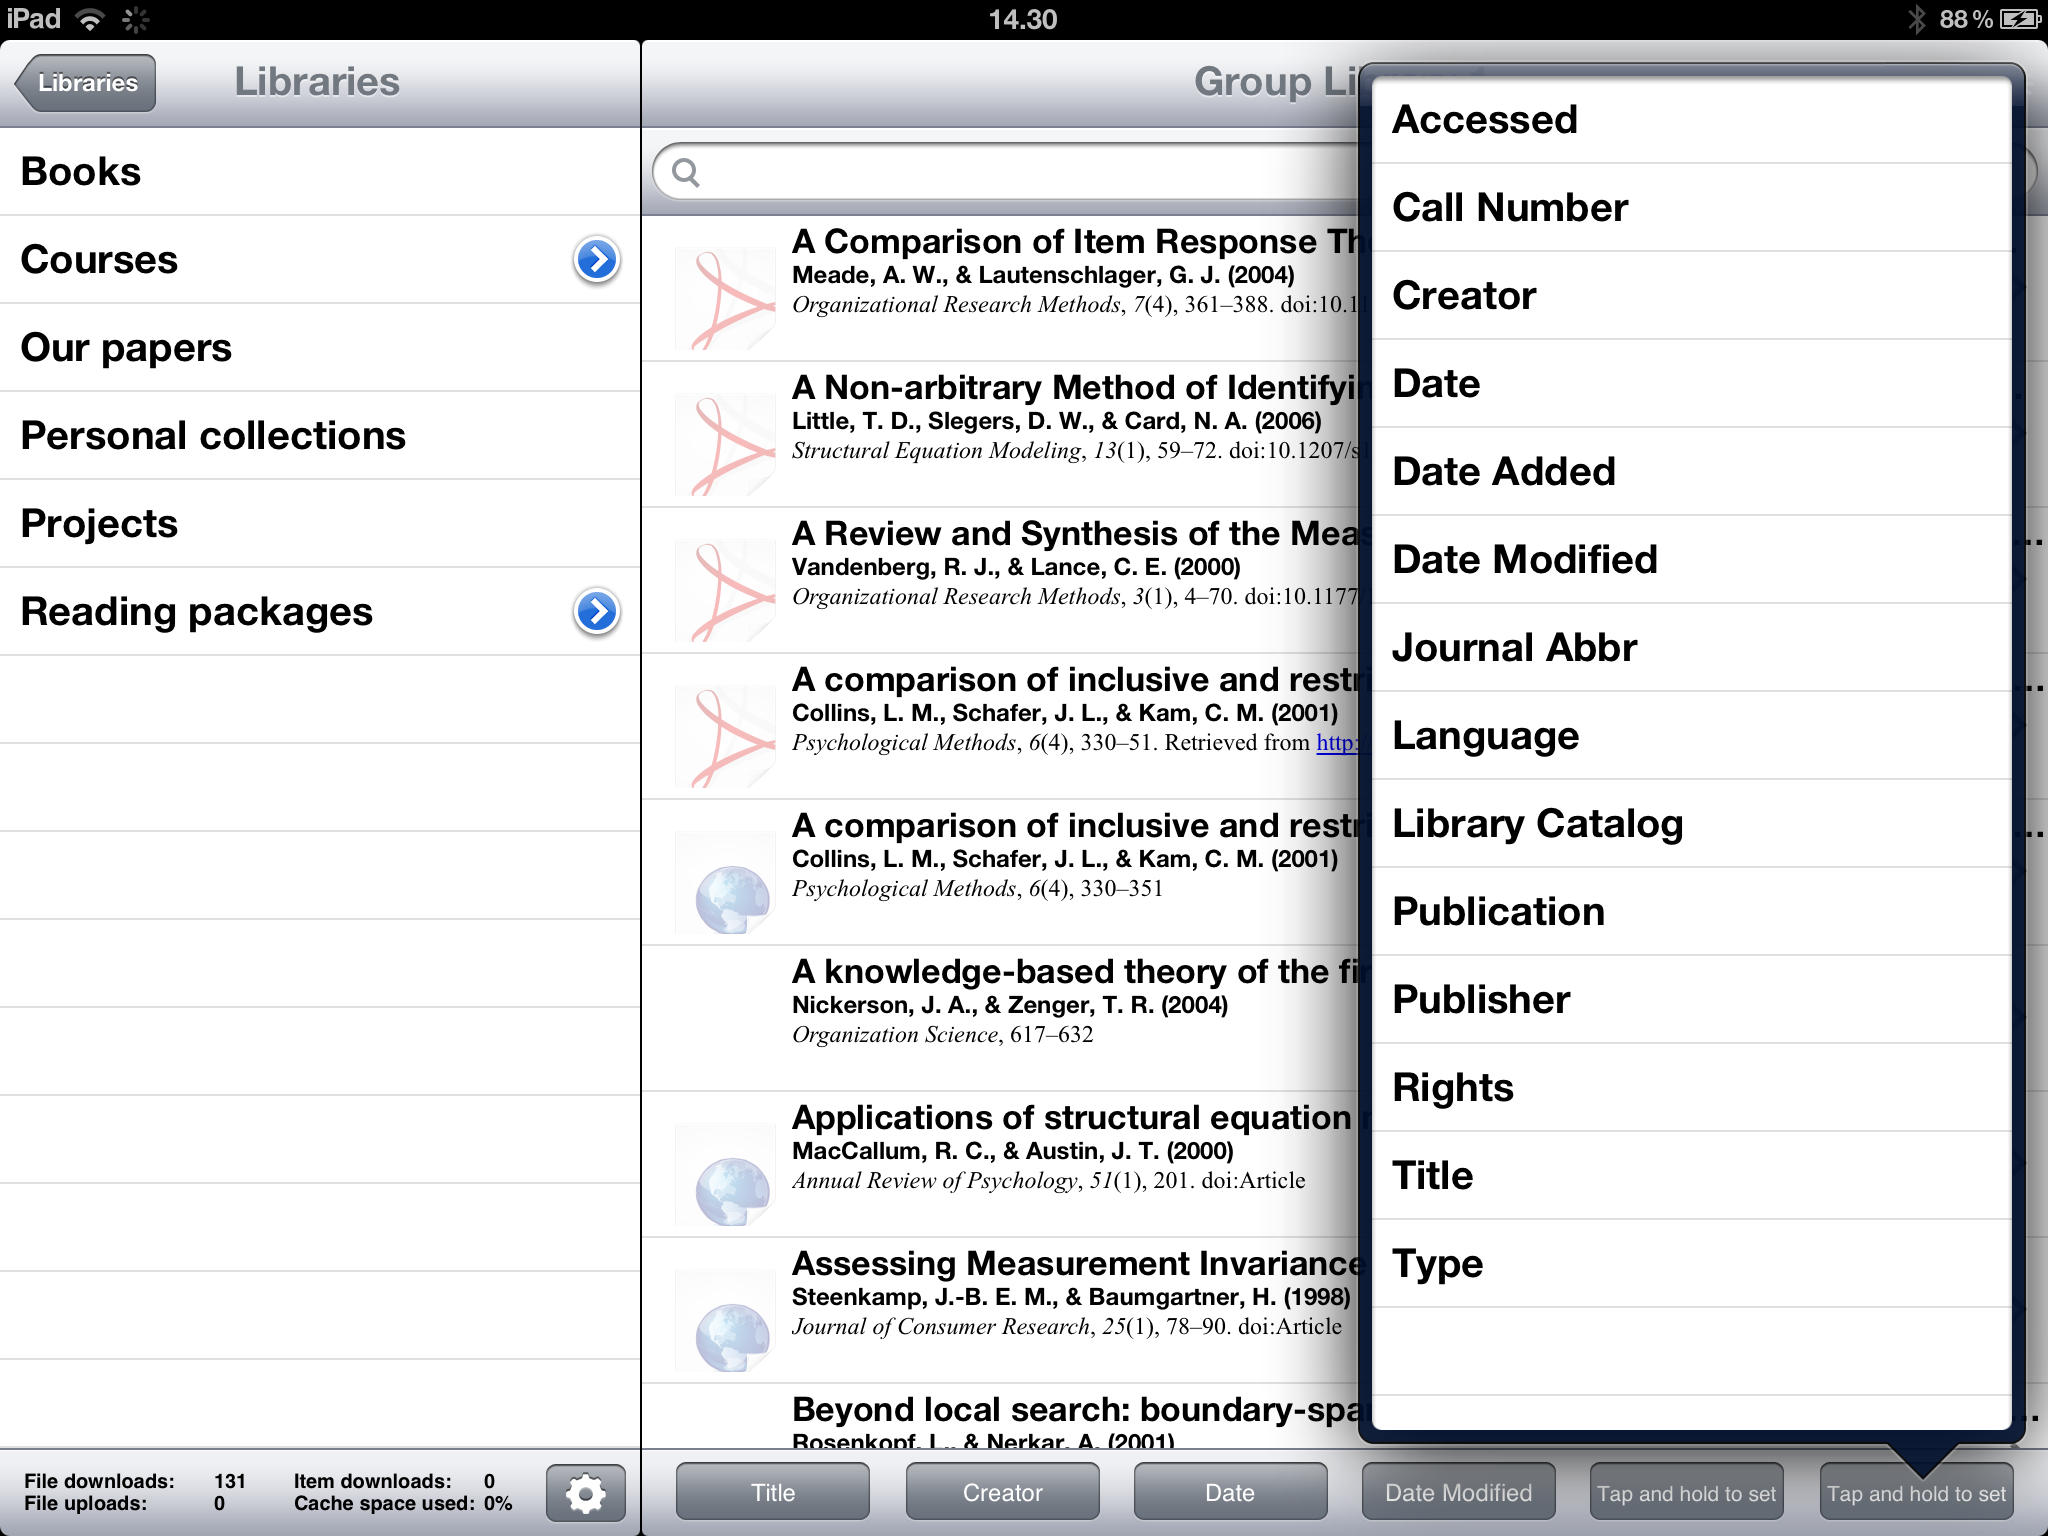 iPad
14.30
88 %
Libraries
Libraries
Books
Courses
Our papers
Personal collections
Projects
Reading packages
File downloads: 131
Item downloads: 0
File uploads: 0
Cache space used: 0%
Group Li
A Comparison of Item Response Th
Meade, A. W., & Lautenschlager, G. J. (2004)
Organizational Research Methods, 7(4), 361–388. doi:10.11
A Non-arbitrary Method of Identifyin
Little, T. D., Slegers, D. W., & Card, N. A. (2006)
Structural Equation Modeling, 13(1), 59–72. doi:10.1207/s1
A Review and Synthesis of the Meas
Vandenberg, R. J., & Lance, C. E. (2000)
Organizational Research Methods, 3(1), 4–70. doi:10.1177/1
...
A comparison of inclusive and restri
Collins, L. M., Schafer, J. L., & Kam, C. M. (2001)
Psychological Methods, 6(4), 330–51. Retrieved from http:/
...
A comparison of inclusive and restri
Collins, L. M., Schafer, J. L., & Kam, C. M. (2001)
Psychological Methods, 6(4), 330–351
...
A knowledge-based theory of the fir
Nickerson, J. A., & Zenger, T. R. (2004)
Organization Science, 617–632
Applications of structural equation
MacCallum, R. C., & Austin, J. T. (2000)
Annual Review of Psychology, 51(1), 201. doi:Article
Assessing Measurement Invariance
Steenkamp, J.-B. E. M., & Baumgartner, H. (1998)
Journal of Consumer Research, 25(1), 78–90. doi:Article
Beyond local search: boundary-spa
Rosenkopf, L., & Nerkar, A. (2001)
Accessed
Call Number
Creator
Date
Date Added
Date Modified
Journal Abbr
Language
Library Catalog
Publication
Publisher
Rights
Title
Type
Title
Creator
Date
Date Modified
Tap and hold to set
Tap and hold to set